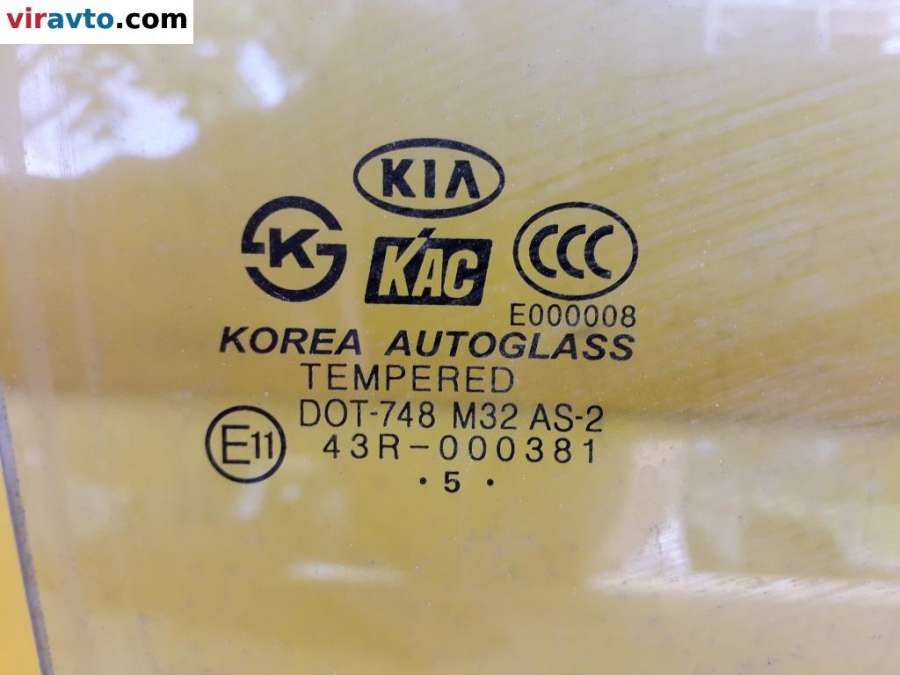 viravto.com
KIA
K
KAC
CCC
E000008
KOREA AUTOGLASS
TEMPERED
DOT-748 M32 AS-2
E11
43R-000381
· 5 ·